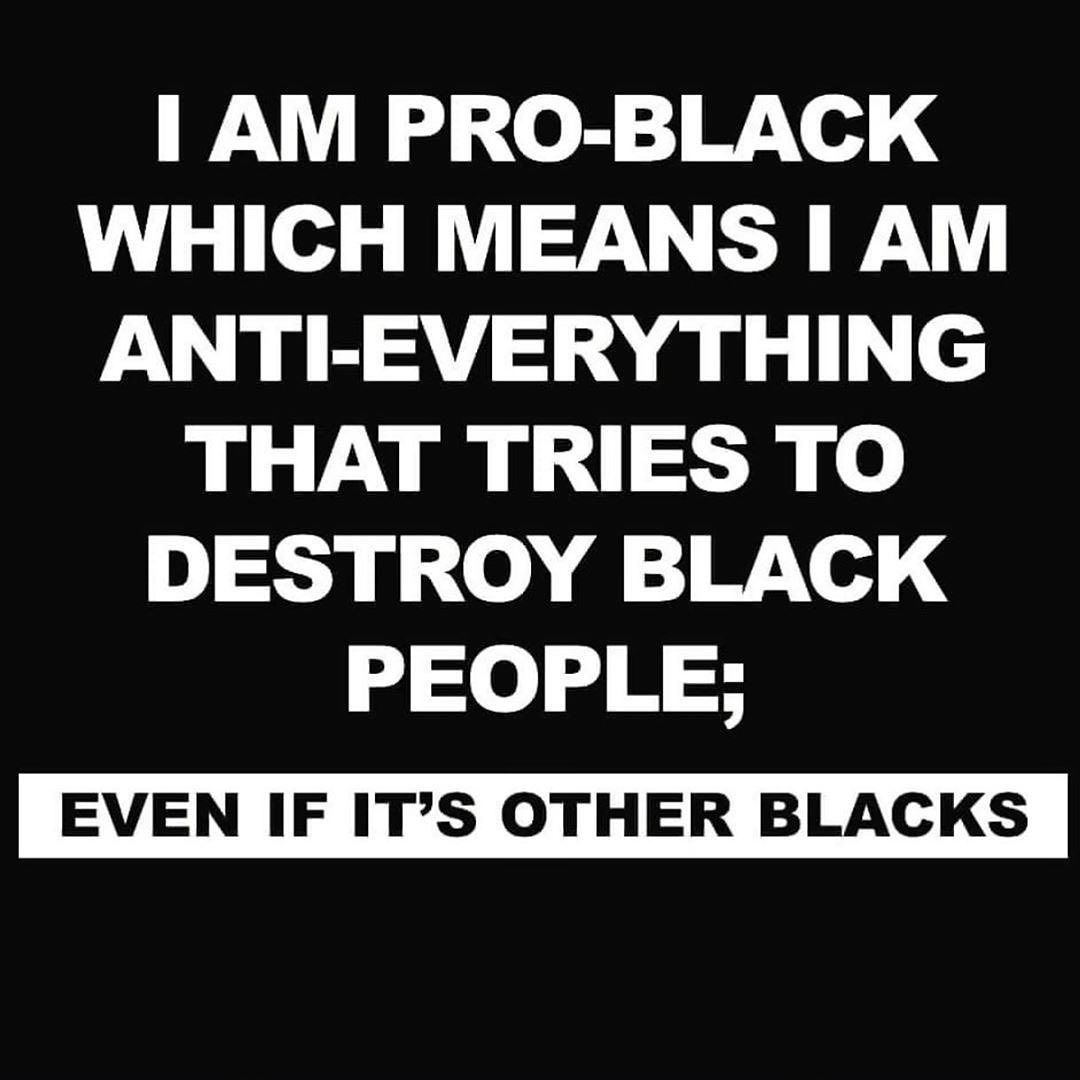 I AM PRO-BLACK
WHICH MEANS I AM
ANTI-EVERYTHING
THAT TRIES TO
DESTROY BLACK
PEOPLE;
EVEN IF IT’S OTHER BLACKS